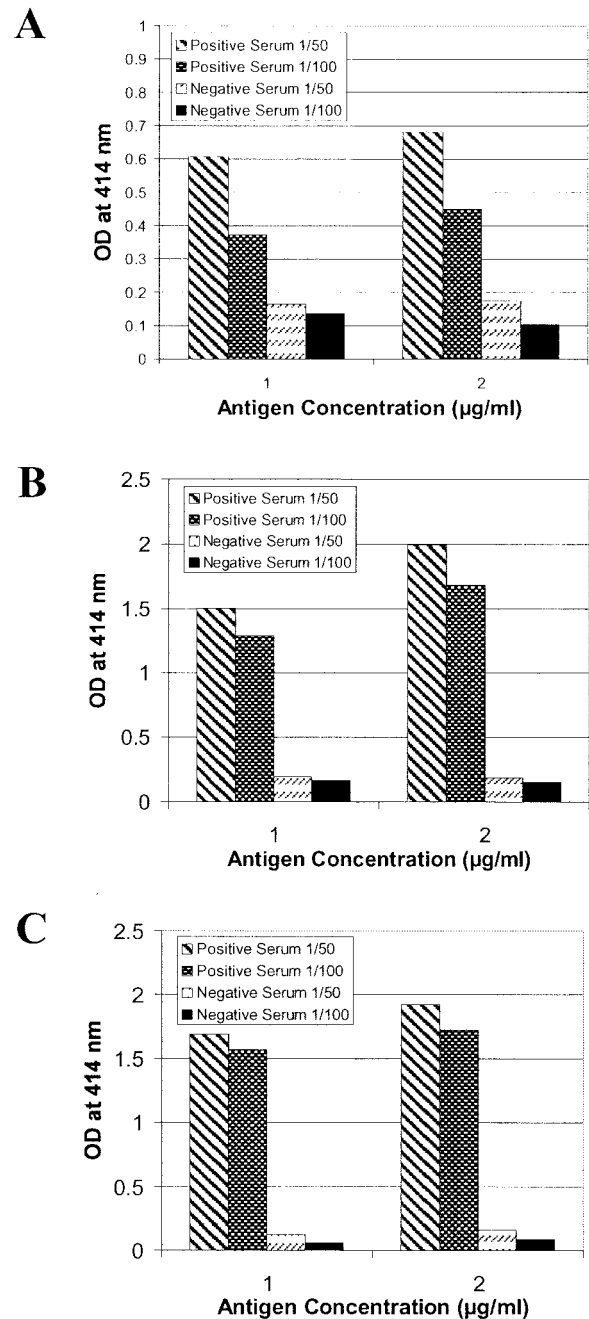 A
1
0.9
0.8
0.7
0.6
0.5
0.4
0.3
0.2
0.1
0
OD at 414 nm
Positive Serum 1/50
Positive Serum 1/100
Negative Serum 1/50
Negative Serum 1/100
1
2
Antigen Concentration (µg/ml)
B
2.5
2
1.5
1
0.5
0
OD at 414 nm
Positive Serum 1/50
Positive Serum 1/100
Negative Serum 1/50
Negative Serum 1/100
1
2
Antigen Concentration (µg/ml)
C
2.5
2
1.5
1
0.5
0
OD at 414 nm
Positive Serum 1/50
Positive Serum 1/100
Negative Serum 1/50
Negative Serum 1/100
1
2
Antigen Concentration (µg/ml)